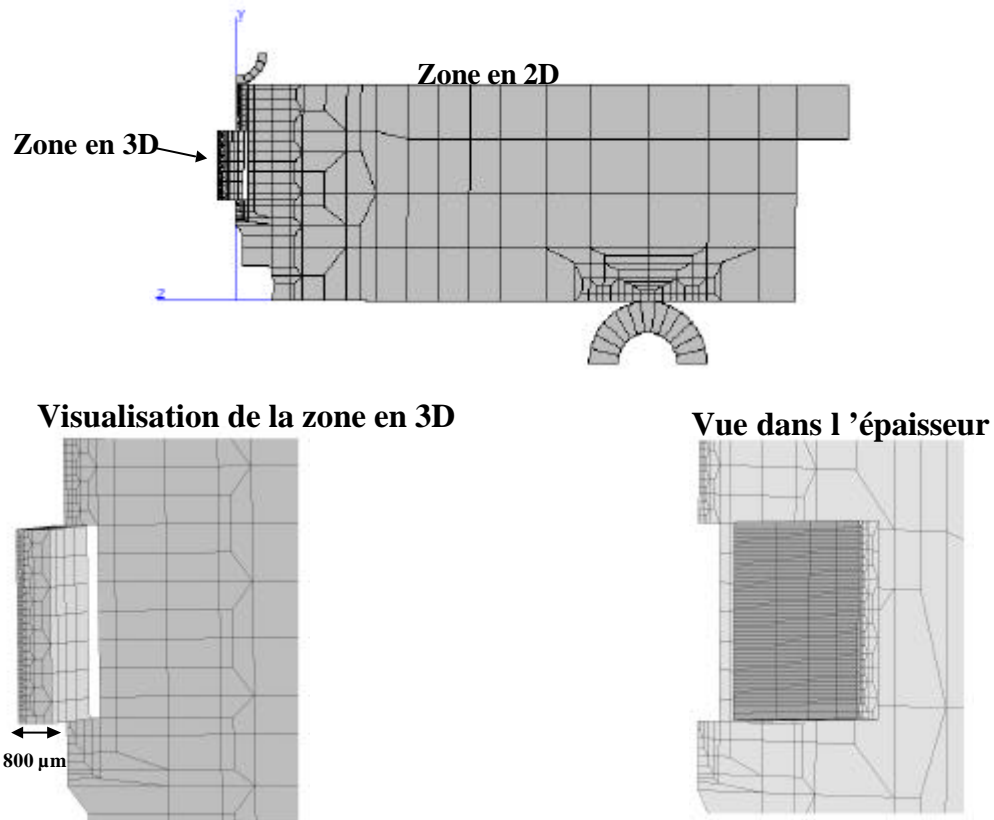 Y
Zone en 2D
Zone en 3D
Z
Visualisation de la zone en 3D
Vue dans l ’épaisseur
800 µm